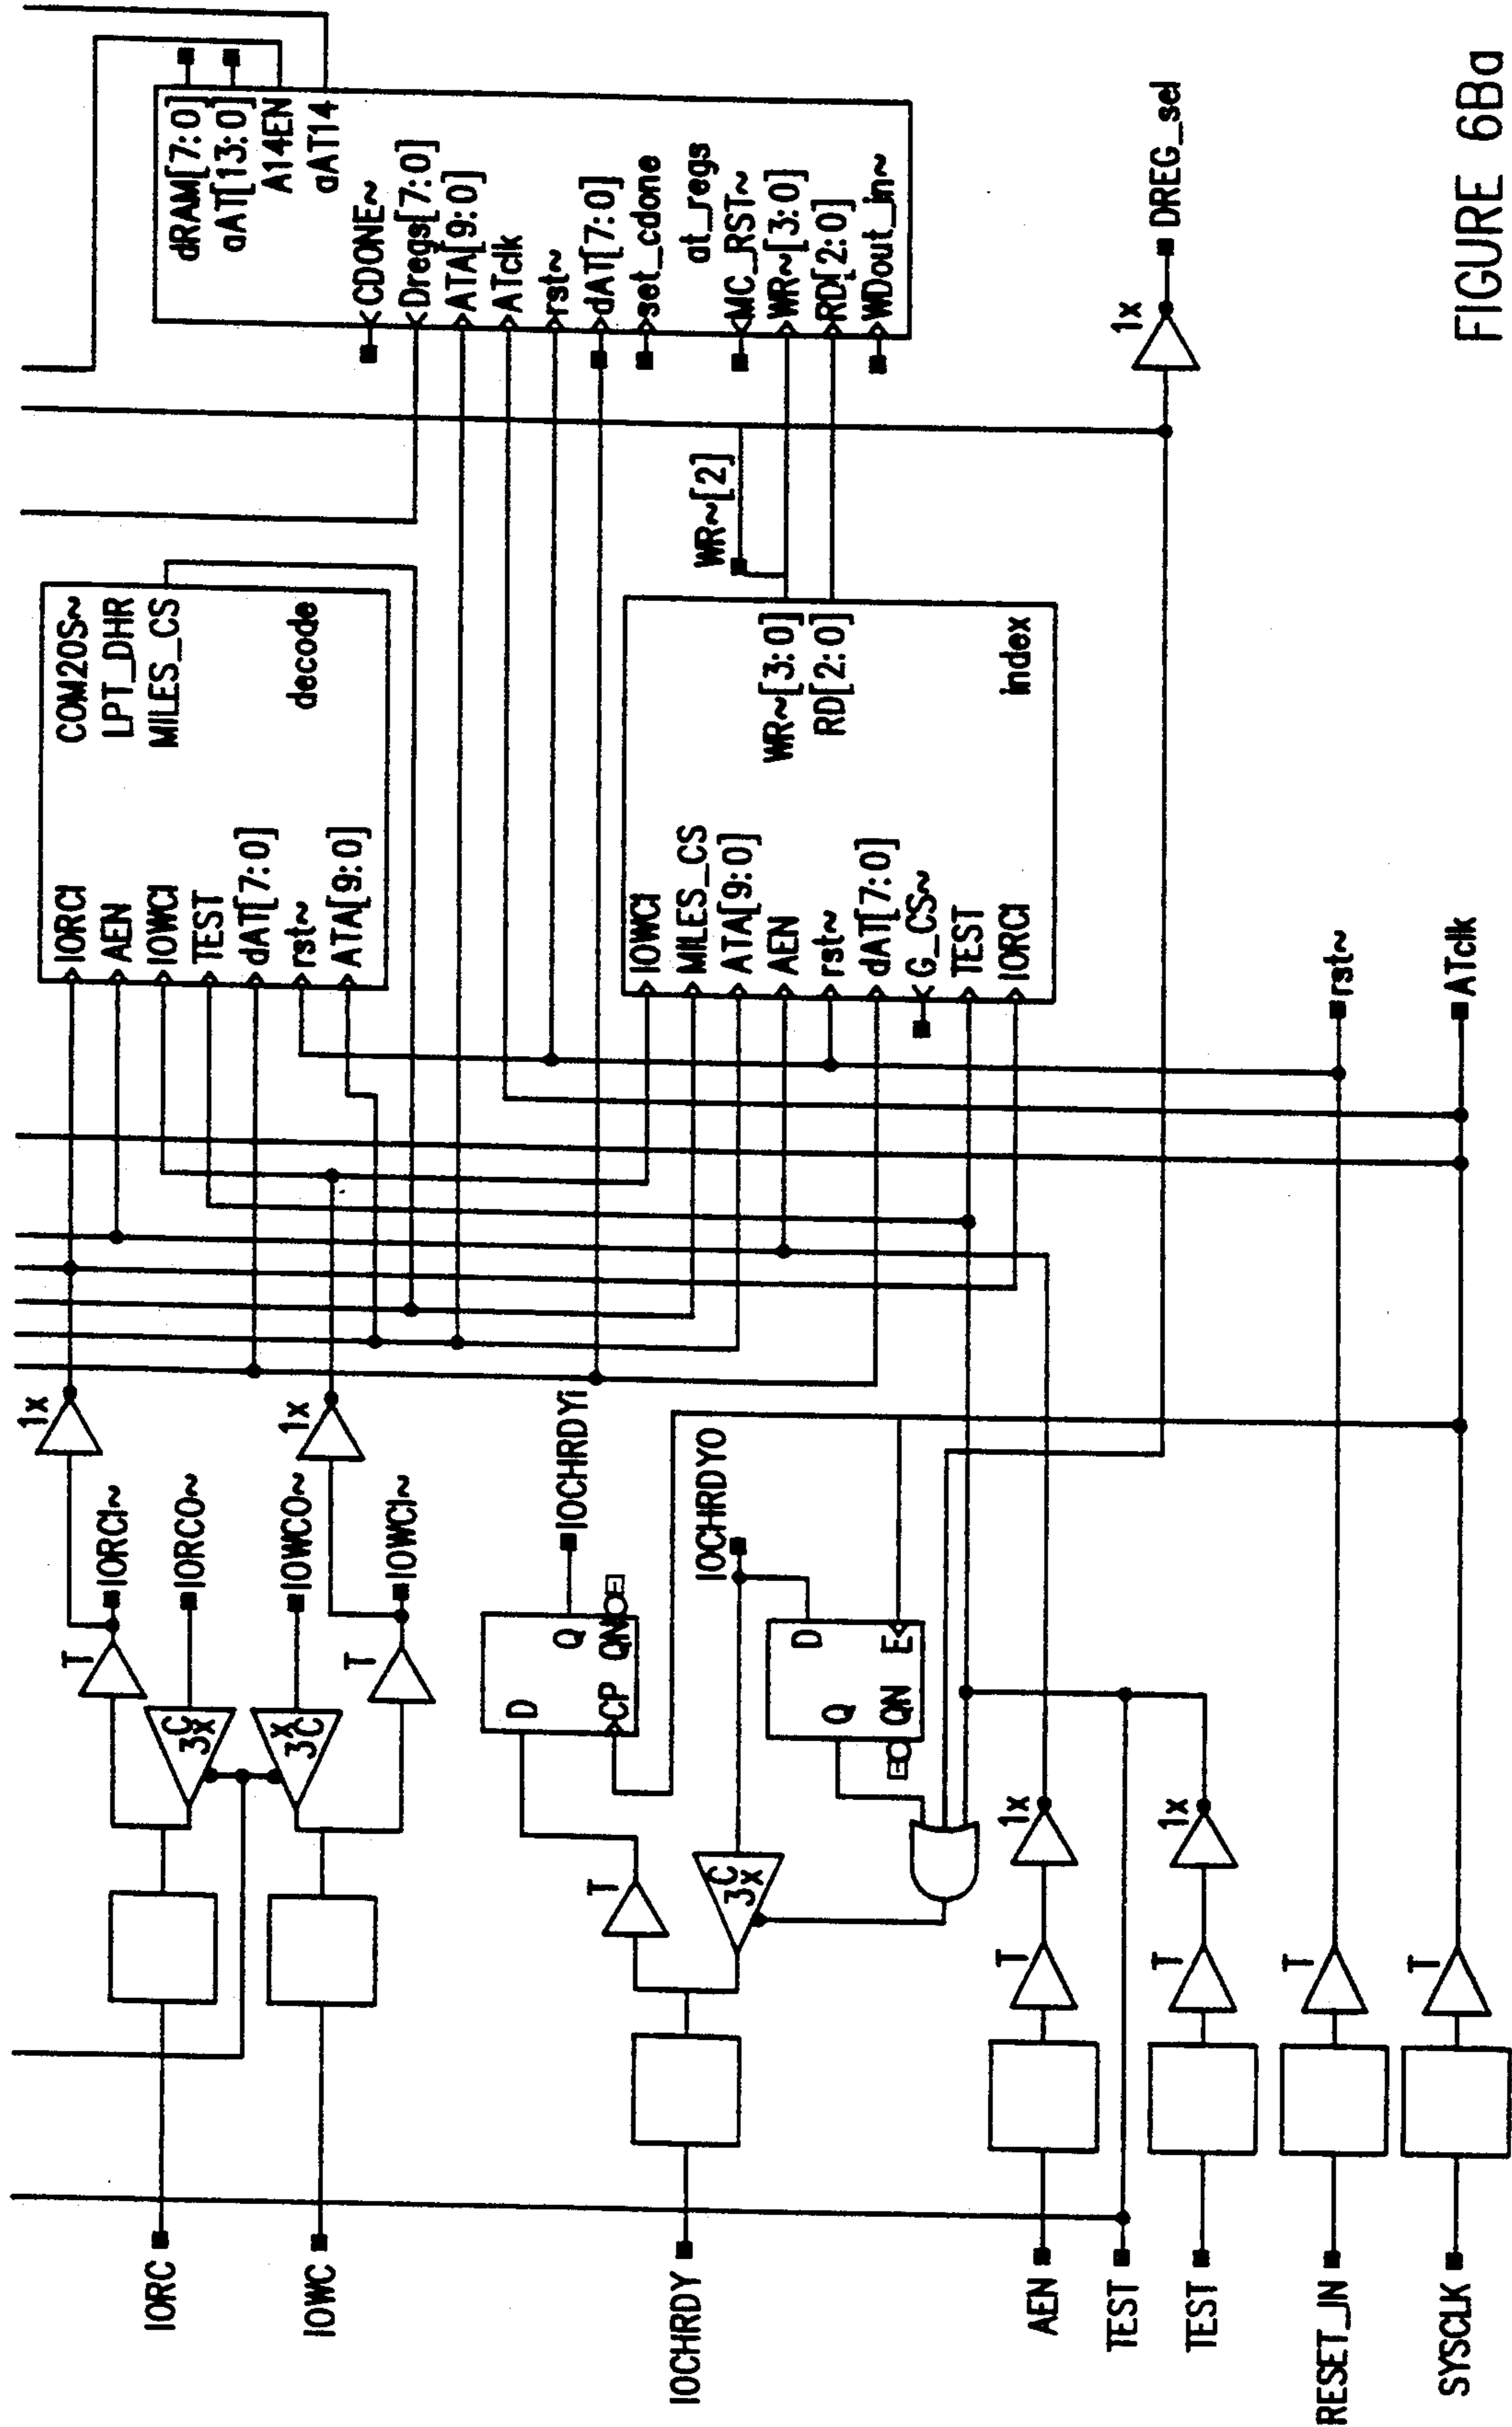 IORC
IOWC
IOCHRDY
AEN
TEST
TEST
RESET_IN
SYSCLK
T
IORCI~
3x
C
IORCO~
3x
C
IOWCO~
T
IOWCI~
1x
1x
D
Q
CP
QN
E
IOCHRDYi
T
3x
C
IOCHRDYO
D
E
Q
QN
E
T
1x
T
1x
T
T
rst~
ATclk
IORCI
AEN
IOWCI
TEST
dAT[7:0]
rst~
ATA[9:0]
COM20S~
LPT_DHR
MILES_CS
decode
IOWCI
MILES_CS
ATA[9:0]
AEN
rst~
dAT[7:0]
G_CS~
TEST
IORCI
WR~[3:0]
RD[2:0]
index
WR~[2]
dRAM[7:0]
aAT[13:0]
A14EN
aAT14
CDONE~
Dregs[7:0]
ATA[9:0]
ATclk
rst~
dAT[7:0]
set_cdone
at_regs
MC_RST~
WR~[3:0]
RD[2:0]
WDout_in~
1x
DREG_sel
FIGURE 6Ba